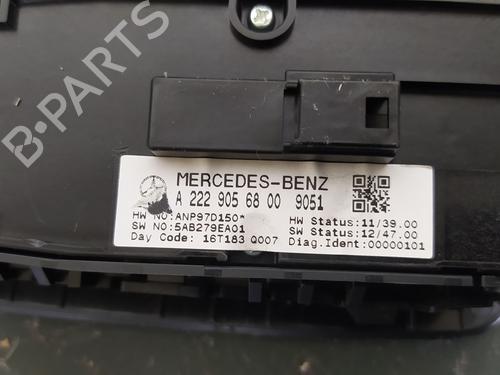 B-PARTS
MERCEDES-BENZ
A 222 905 68 00 9051
HW NO:ANP97D150*
SW NO:5AB279EA01
Day Code: 16T183 Q007
HW Status:11/39.00
SW Status:12/47.00
Diag.Ident:00000101